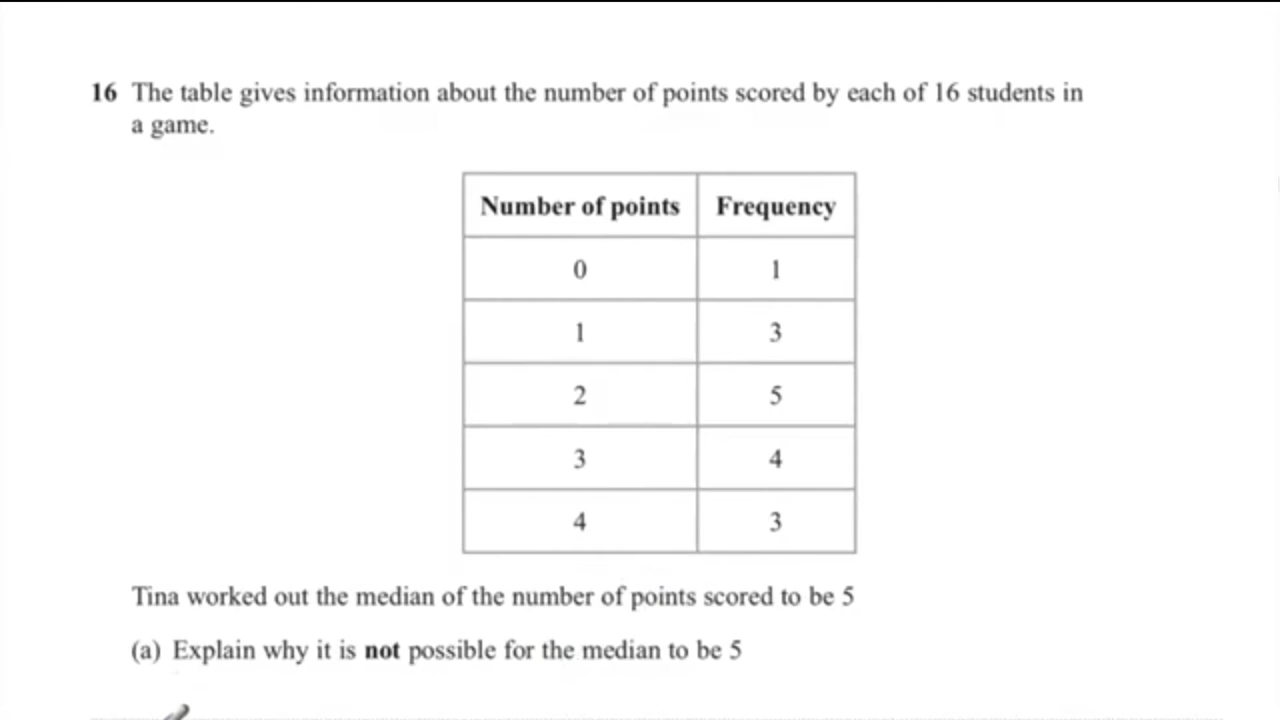 16 The table gives information about the number of points scored by each of 16 students in
a game.
Number of points Frequency
0 1
1 3
2 5
3 4
4 3
Tina worked out the median of the number of points scored to be 5
(a) Explain why it is not possible for the median to be 5